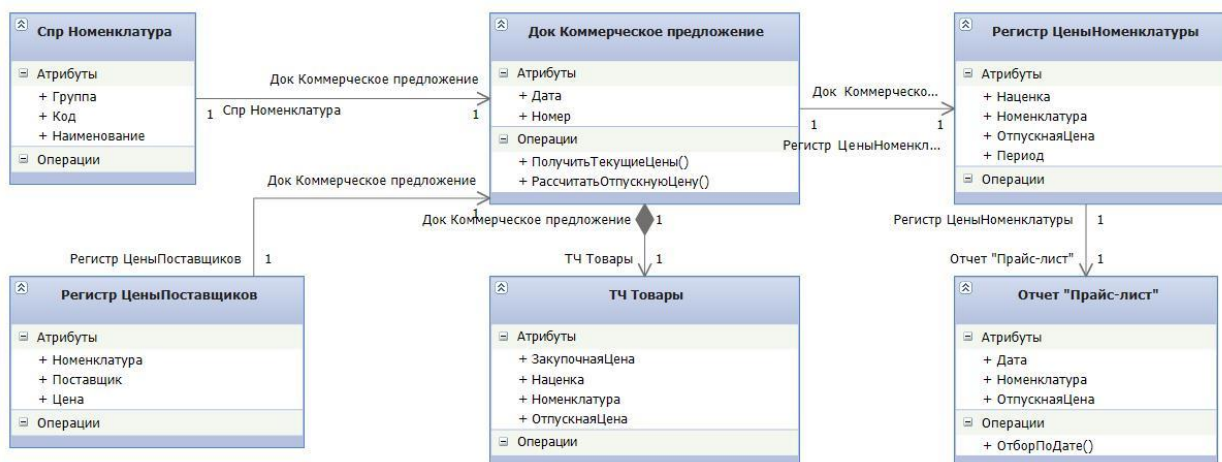 Спр Номенклатура
Атрибуты
+ Группа
+ Код
+ Наименование
Операции
Док Коммерческое предложение
1 Спр Номенклатура 1
Док Коммерческое предложение
Атрибуты
+ Дата
+ Номер
Операции
+ ПолучитьТекущиеЦены()
+ РассчитатьОтпускнуюЦену()
Док Коммерческо...
1 1
Регистр ЦеныНоменкл...
Регистр ЦеныНоменклатуры
Атрибуты
+ Наценка
+ Номенклатура
+ ОтпускнаяЦена
+ Период
Операции
Док Коммерческое предложение
1
Регистр ЦеныПоставщиков 1
Док Коммерческое предложение 1
ТЧ Товары 1
Регистр ЦеныНоменклатуры 1
Отчет "Прайс-лист" 1
Регистр ЦеныПоставщиков
Атрибуты
+ Номенклатура
+ Поставщик
+ Цена
Операции
ТЧ Товары
Атрибуты
+ ЗакупочнаяЦена
+ Наценка
+ Номенклатура
+ ОтпускнаяЦена
Операции
Отчет "Прайс-лист"
Атрибуты
+ Дата
+ Номенклатура
+ ОтпускнаяЦена
Операции
+ ОтборПоДате()